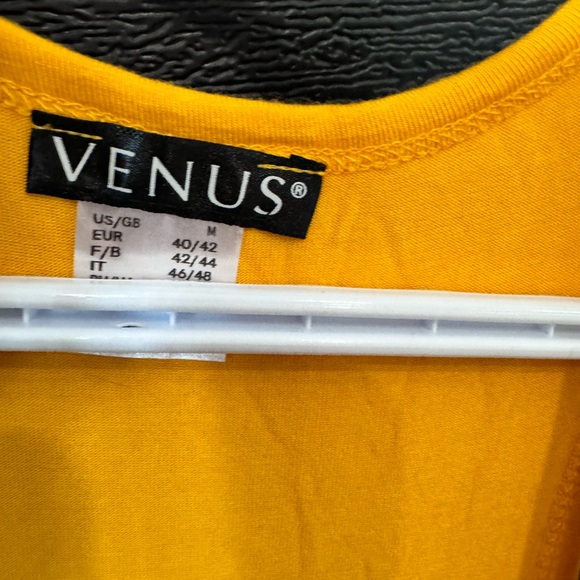 VENUS®
US/GB M
EUR 40/42
F/B 42/44
IT 46/48